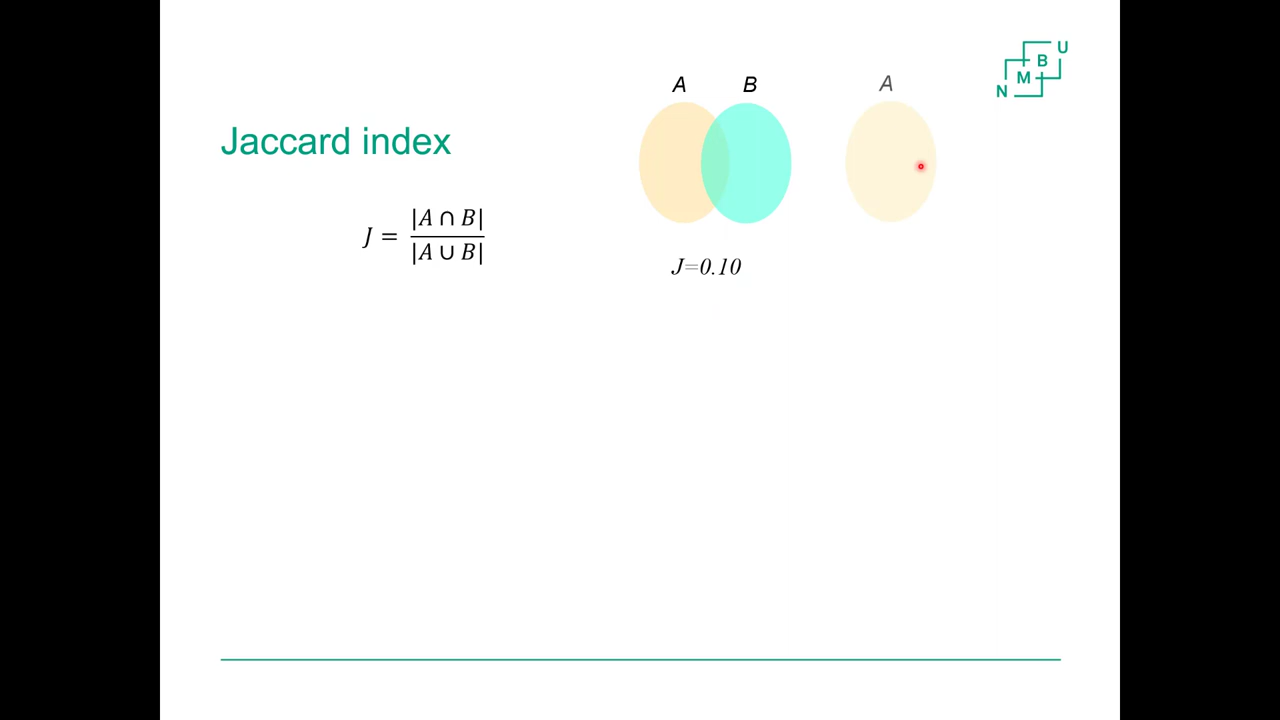 Jaccard index
J = |A ∩ B| / |A ∪ B|
A B
J=0.10
A
N M B U